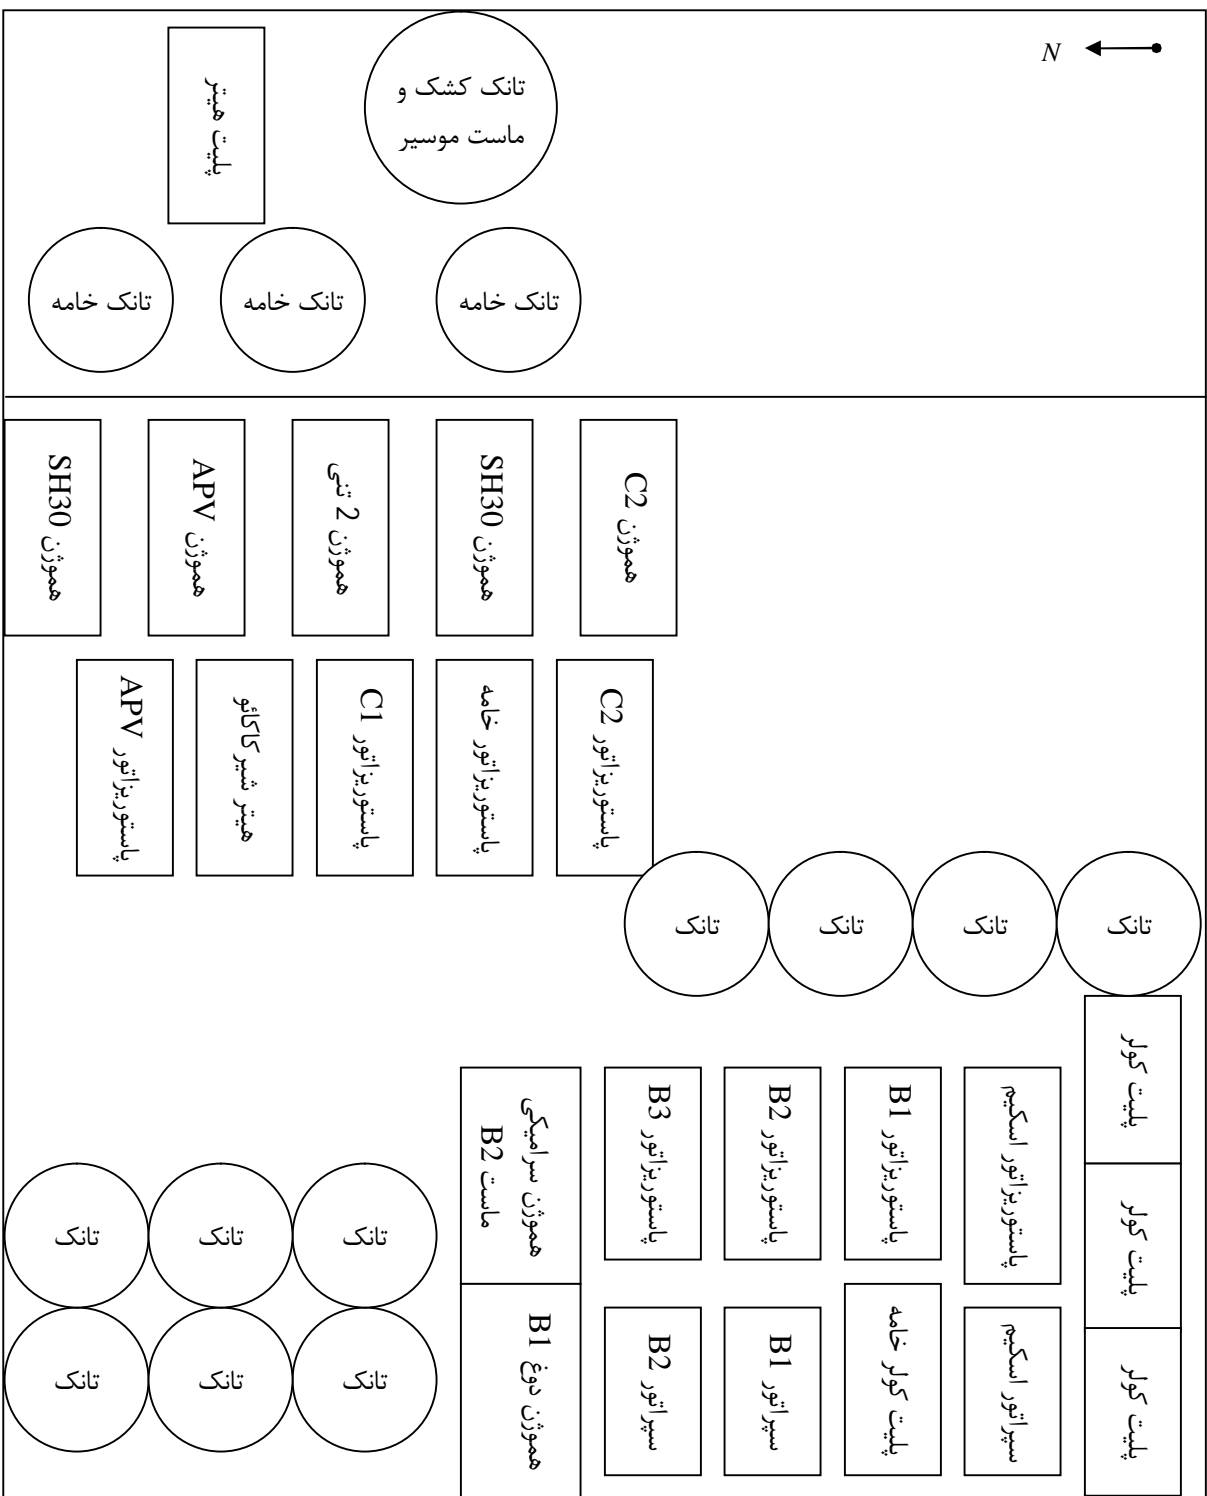 N
تانک کشک و
ماست موسیر
پلیت هیتر
تانک خامه
تانک خامه
تانک خامه
هموژن C2
هموژن SH30
هموژن 2 تنی
هموژن APV
هموژن SH30
پاستوریزاتور C2
پاستوریزاتور خامه
پاستوریزاتور C1
هیتر شیرکاکائو
پاستوریزاتور APV
تانک
تانک
تانک
تانک
پلیت کولر
پاستوریزاتور اسکیم
پاستوریزاتور B1
پاستوریزاتور B2
پاستوریزاتور B3
هموژن سرامیکی
ماست B2
پلیت کولر
تانک
تانک
تانک
پلیت کولر
سپراتور اسکیم
پلیت کولر خامه
سپراتور B1
سپراتور B2
هموژن دوغ B1
تانک
تانک
تانک